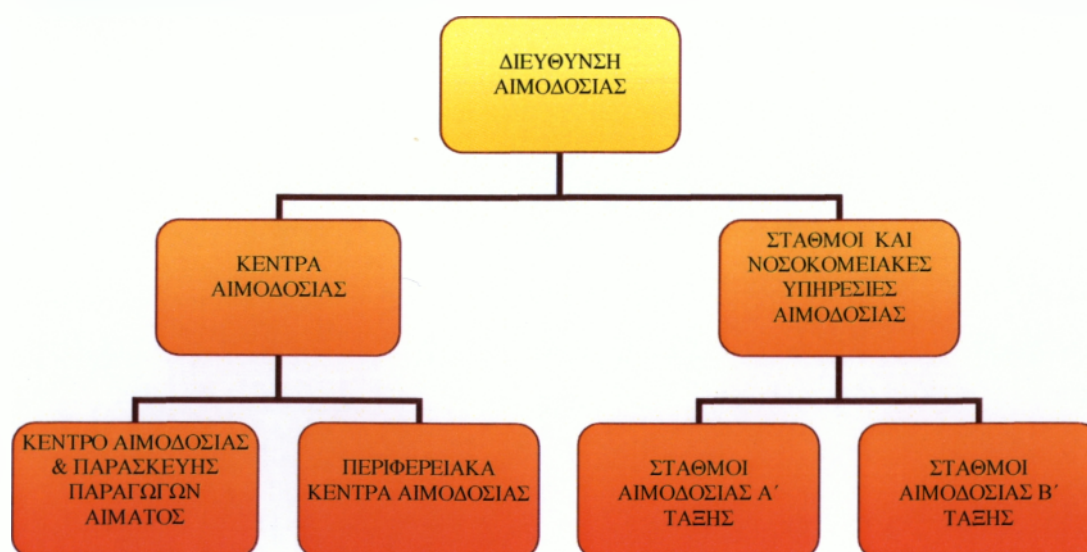 ΔΙΕΥΘΥΝΣΗ
ΑΙΜΟΔΟΣΙΑΣ
ΚΕΝΤΡΑ
ΑΙΜΟΔΟΣΙΑΣ
ΣΤΑΘΜΟΙ ΚΑΙ
ΝΟΣΟΚΟΜΕΙΑΚΕΣ
ΥΠΗΡΕΣΙΕΣ
ΑΙΜΟΔΟΣΙΑΣ
ΚΕΝΤΡΟ ΑΙΜΟΔΟΣΙΑΣ
& ΠΑΡΑΣΚΕΥΗΣ
ΠΑΡΑΓΩΓΩΝ
ΑΙΜΑΤΟΣ
ΠΕΡΙΦΕΡΕΙΑΚΑ
ΚΕΝΤΡΑ ΑΙΜΟΔΟΣΙΑΣ
ΣΤΑΘΜΟΙ
ΑΙΜΟΔΟΣΙΑΣ Α΄
ΤΑΞΗΣ
ΣΤΑΘΜΟΙ
ΑΙΜΟΔΟΣΙΑΣ Β΄
ΤΑΞΗΣ